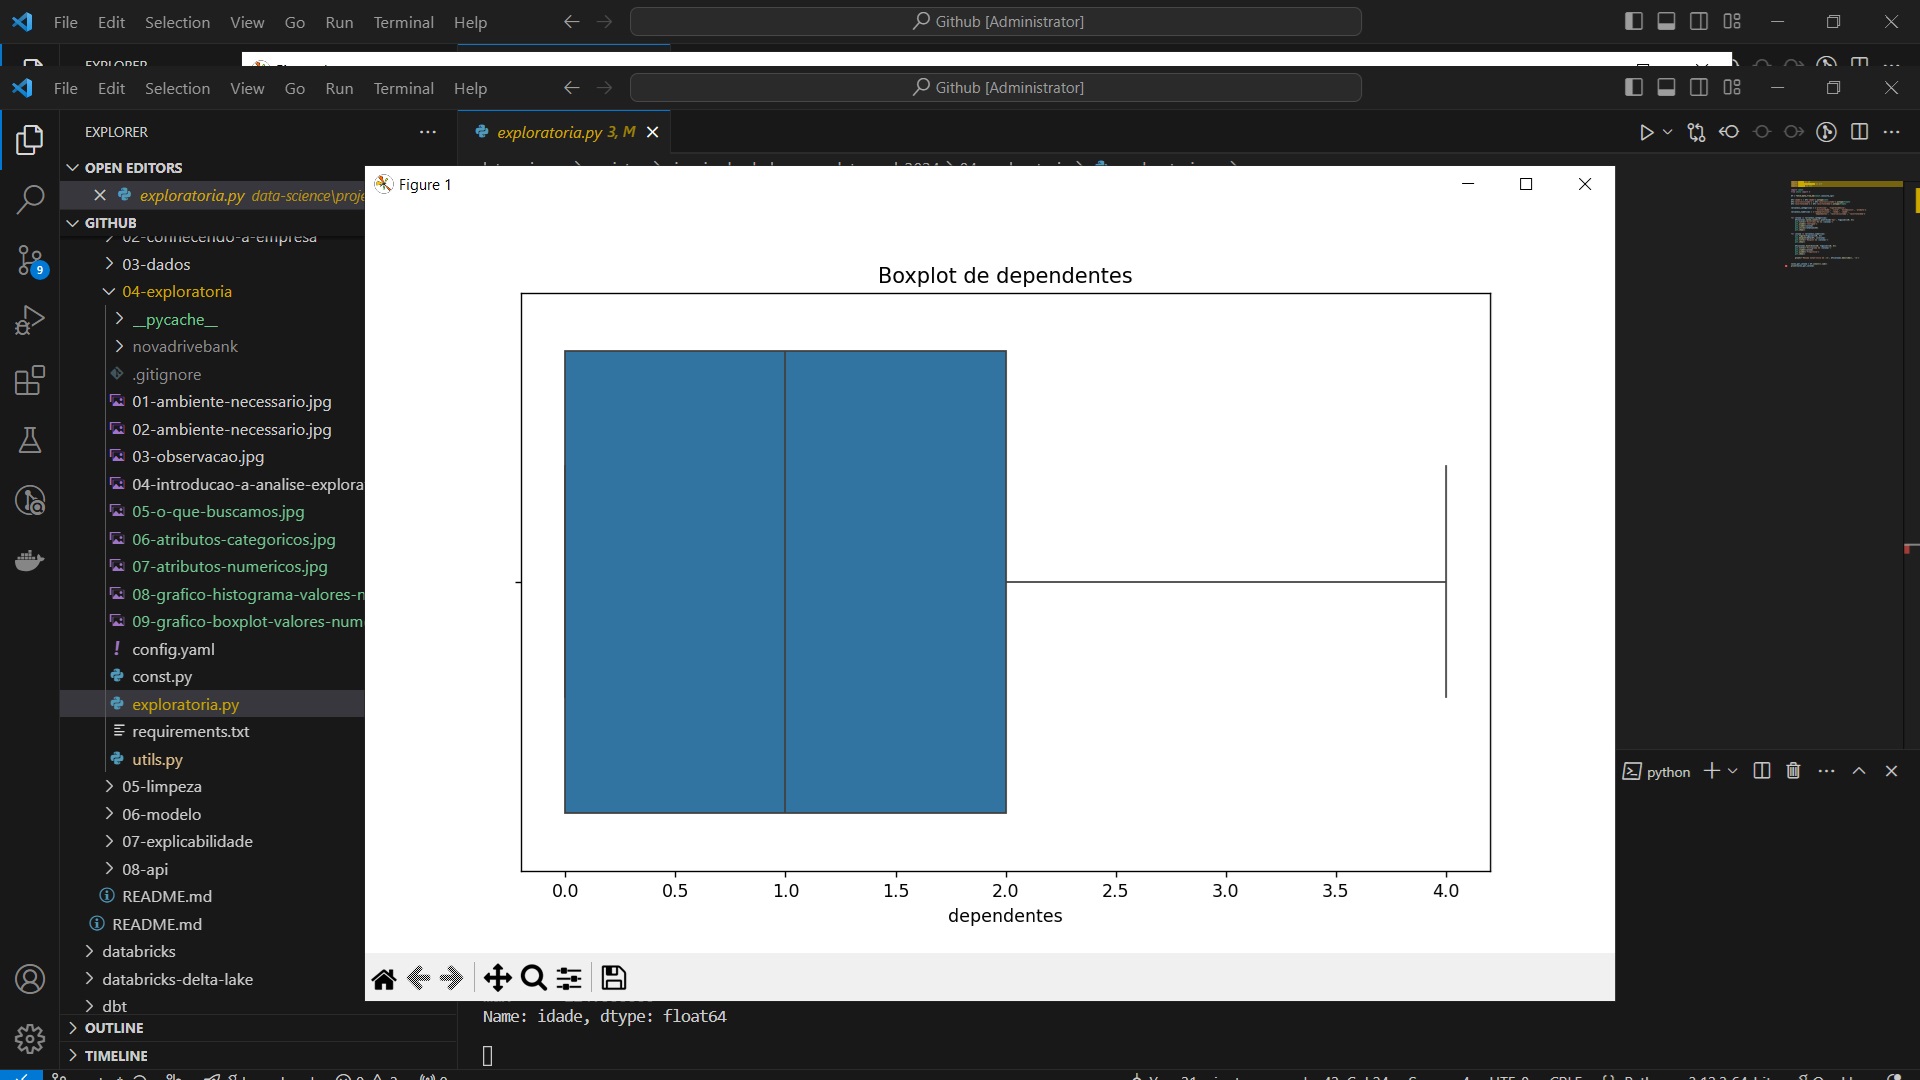 File Edit Selection View Go Run Terminal Help Github [Administrator]
File Edit Selection View Go Run Terminal Help Github [Administrator]
EXPLORER
exploratoria.py 3, M
OPEN EDITORS
exploratoria.py data-science\proje
GITHUB
02-conhecendo-a-empresa
03-dados
04-exploratoria
__pycache__
novadrivebank
.gitignore
01-ambiente-necessario.jpg
02-ambiente-necessario.jpg
03-observacao.jpg
04-introducao-a-analise-explora
05-o-que-buscamos.jpg
06-atributos-categoricos.jpg
07-atributos-numericos.jpg
08-grafico-histograma-valores-n
09-grafico-boxplot-valores-num
config.yaml
const.py
exploratoria.py
requirements.txt
utils.py
05-limpeza
06-modelo
07-explicabilidade
08-api
README.md
README.md
databricks
databricks-delta-lake
dbt
OUTLINE
TIMELINE
9
Figure 1
Boxplot de dependentes
0.0 0.5 1.0 1.5 2.0 2.5 3.0 3.5 4.0
dependentes
python
Name: idade, dtype: float64